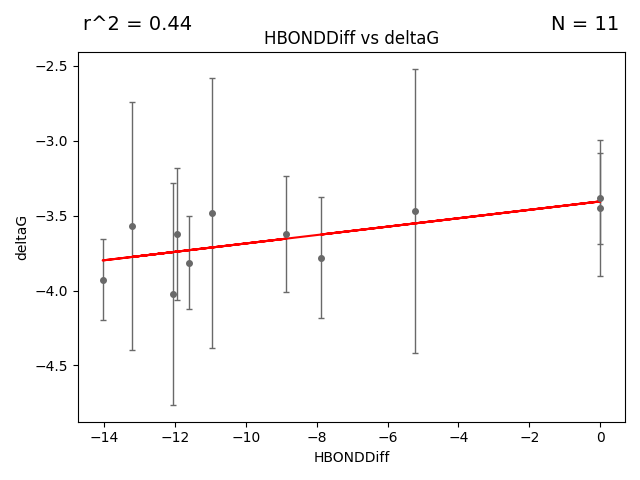 r^2 = 0.44
N = 11
HBONDDiff vs deltaG
−2.5
−3.0
−3.5
−4.0
−4.5
deltaG
−14 −12 −10 −8 −6 −4 −2 0
HBONDDiff